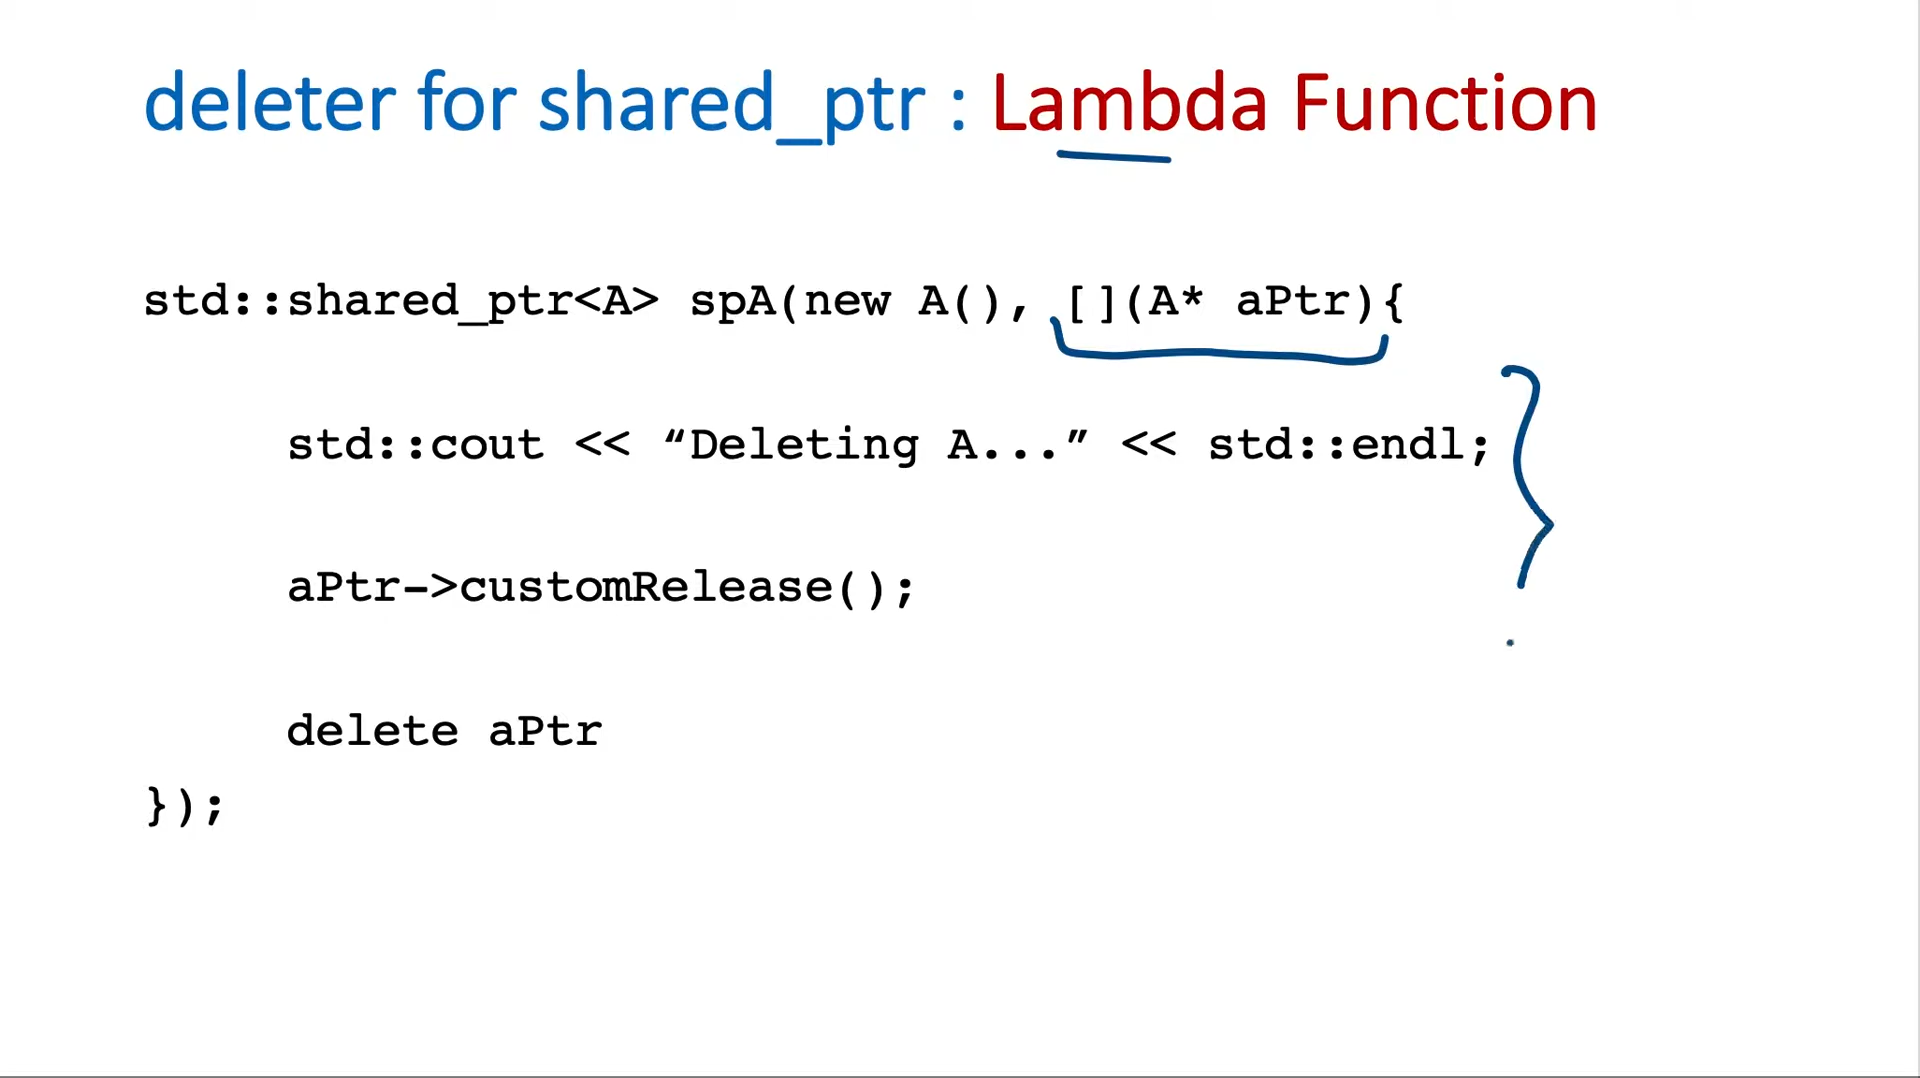 deleter for shared_ptr : Lambda Function
std::shared_ptr<A> spA(new A(), [](A* aPtr){
std::cout << “Deleting A...” << std::endl;
aPtr->customRelease();
delete aPtr
});